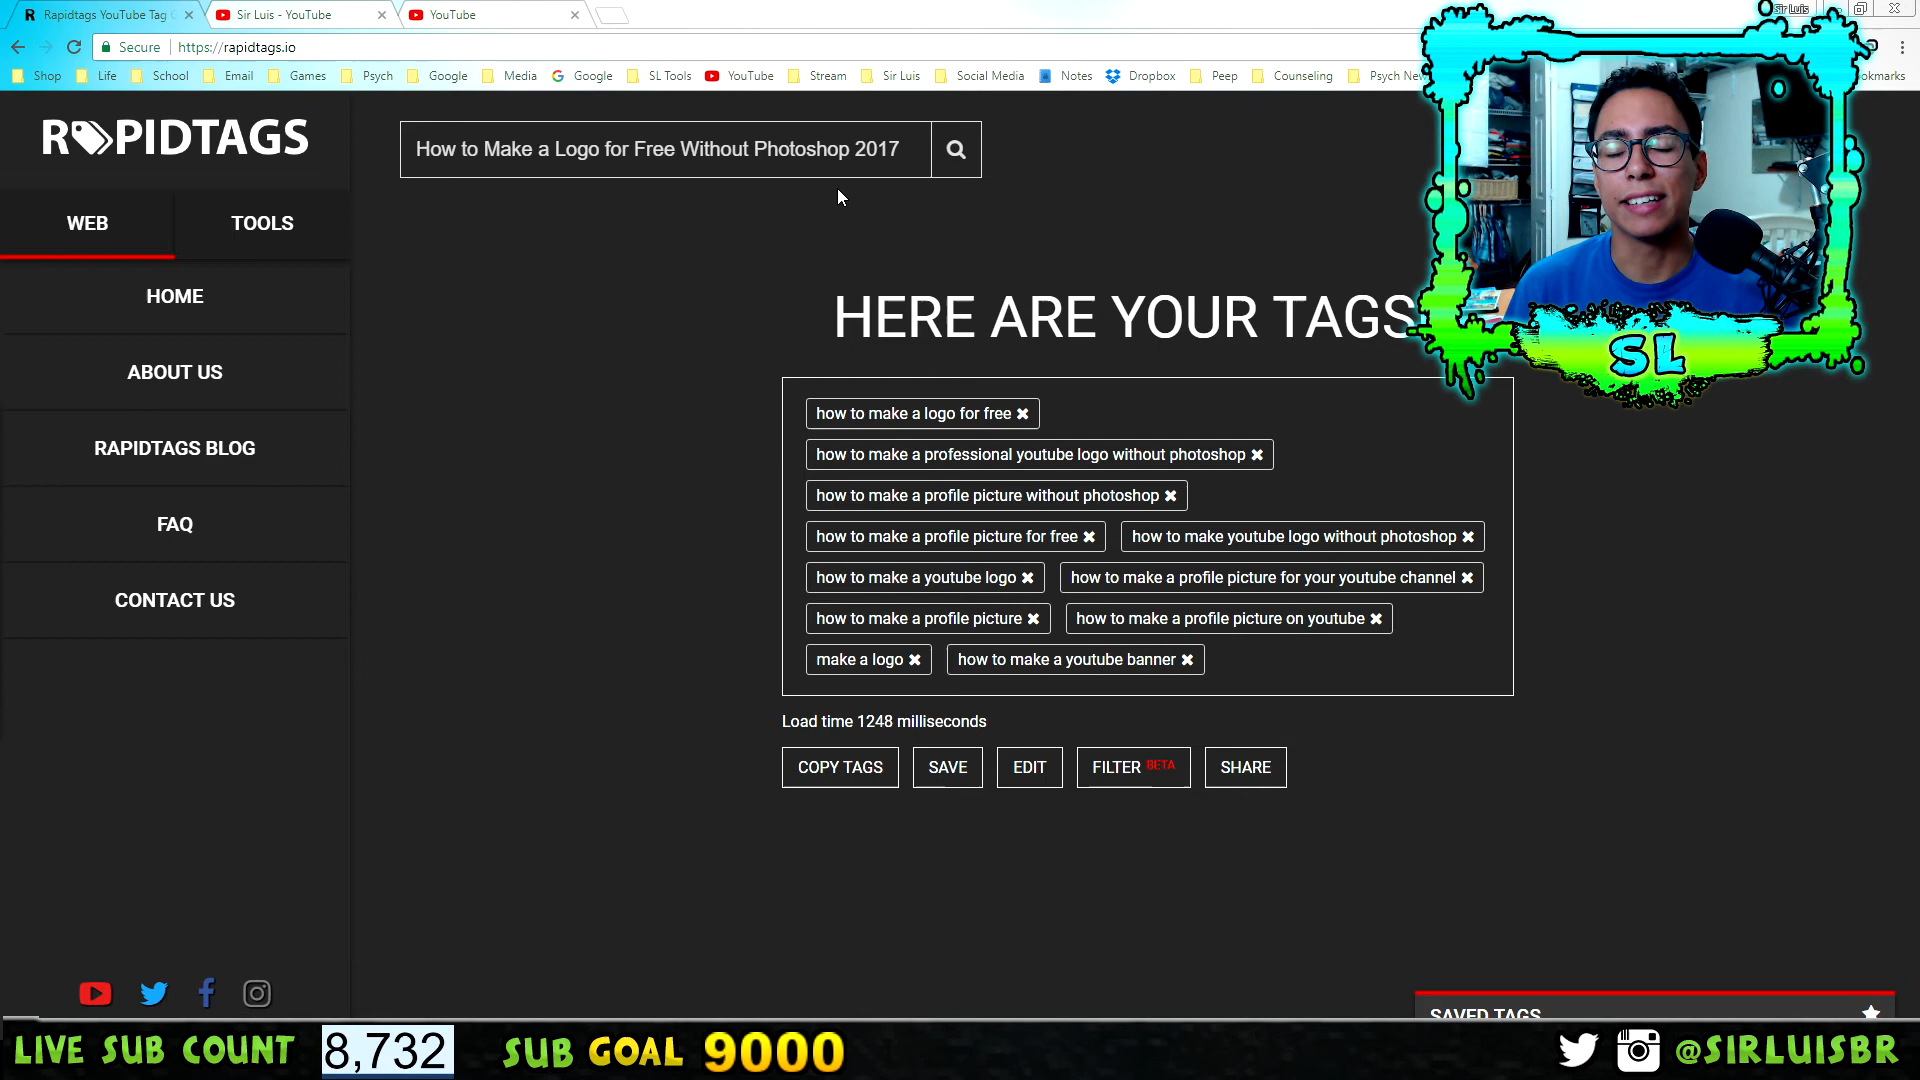 Rapidtags YouTube Tag
Sir Luis - YouTube
YouTube
Sir Luis
Secure
https://rapidtags.io
Shop
Life
School
Email
Games
Psych
Google
Media
Google
SL Tools
YouTube
Stream
Sir Luis
Social Media
Notes
Dropbox
Peep
Counseling
Psych New
okmarks
RAPIDTAGS
How to Make a Logo for Free Without Photoshop 2017
WEB
TOOLS
HOME
ABOUT US
RAPIDTAGS BLOG
FAQ
CONTACT US
HERE ARE YOUR TAGS
SL
how to make a logo for free
how to make a professional youtube logo without photoshop
how to make a profile picture without photoshop
how to make a profile picture for free
how to make youtube logo without photoshop
how to make a youtube logo
how to make a profile picture for your youtube channel
how to make a profile picture
how to make a profile picture on youtube
make a logo
how to make a youtube banner
Load time 1248 milliseconds
COPY TAGS
SAVE
EDIT
FILTER BETA
SHARE
SAVED TAGS
LIVE SUB COUNT 8,732
SUB GOAL 9000
@SIRLUISBR